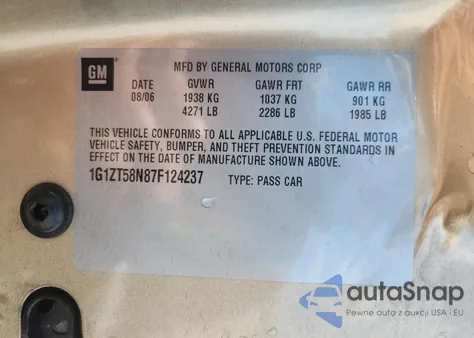 GM
MFD BY GENERAL MOTORS CORP
DATE GVWR GAWR FRT GAWR RR
08/06 1938 KG 1037 KG 901 KG
4271 LB 2286 LB 1985 LB
THIS VEHICLE CONFORMS TO ALL APPLICABLE U.S. FEDERAL MOTOR
VEHICLE SAFETY, BUMPER, AND THEFT PREVENTION STANDARDS IN
EFFECT ON THE DATE OF MANUFACTURE SHOWN ABOVE.
1G1ZT58N87F124237 TYPE: PASS CAR
autoSnap
Pewne auta z aukcji USA i EU